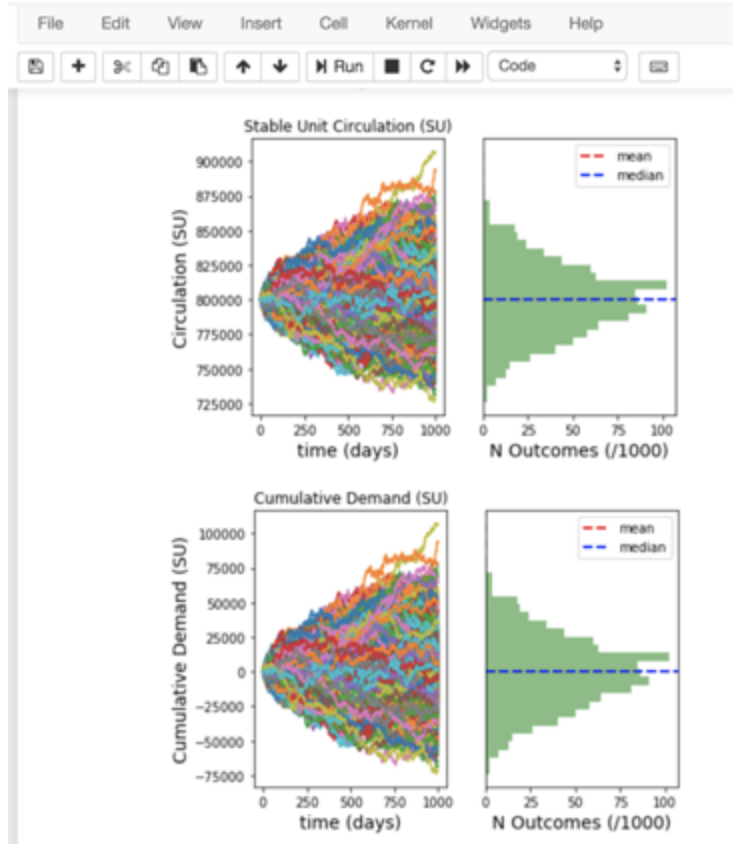 File Edit View Insert Cell Kernel Widgets Help
Run Code
Stable Unit Circulation (SU)
Circulation (SU)
900000
875000
850000
825000
800000
775000
750000
725000
0 250 500 750 1000
time (days)
mean
median
0 25 50 75 100
N Outcomes (/1000)
Cumulative Demand (SU)
Cumulative Demand (SU)
100000
75000
50000
25000
0
−25000
−50000
−75000
0 250 500 750 1000
time (days)
mean
median
0 25 50 75 100
N Outcomes (/1000)